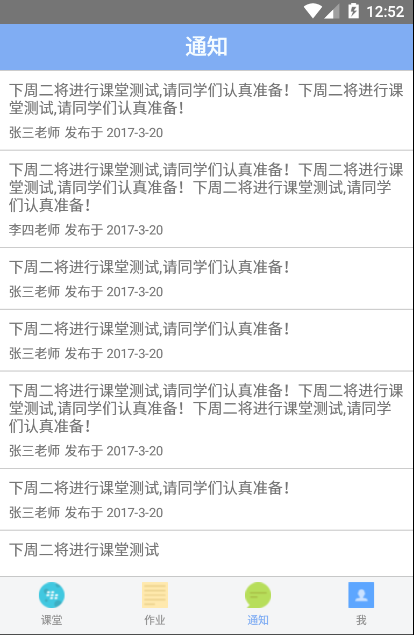 12:52
通知
下周二将进行课堂测试,请同学们认真准备！下周二将进行课
堂测试,请同学们认真准备！
张三老师 发布于 2017-3-20
下周二将进行课堂测试,请同学们认真准备！下周二将进行课
堂测试,请同学们认真准备！下周二将进行课堂测试,请同学
们认真准备！
李四老师 发布于 2017-3-20
下周二将进行课堂测试,请同学们认真准备！
张三老师 发布于 2017-3-20
下周二将进行课堂测试,请同学们认真准备！
张三老师 发布于 2017-3-20
下周二将进行课堂测试,请同学们认真准备！下周二将进行课
堂测试,请同学们认真准备！下周二将进行课堂测试,请同学
们认真准备！
张三老师 发布于 2017-3-20
下周二将进行课堂测试,请同学们认真准备！
张三老师 发布于 2017-3-20
下周二将进行课堂测试
课堂 作业 通知 我